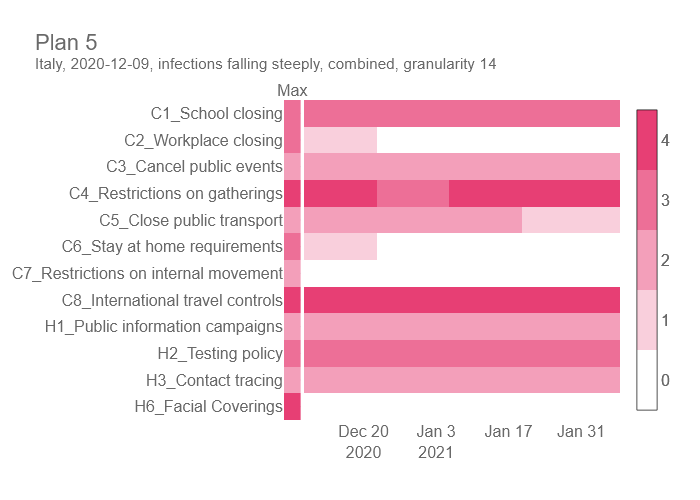 Plan 5
Italy, 2020-12-09, infections falling steeply, combined, granularity 14
Max
C1_School closing
C2_Workplace closing
C3_Cancel public events
C4_Restrictions on gatherings
C5_Close public transport
C6_Stay at home requirements
C7_Restrictions on internal movement
C8_International travel controls
H1_Public information campaigns
H2_Testing policy
H3_Contact tracing
H6_Facial Coverings
Dec 20 Jan 3 Jan 17 Jan 31
2020 2021
4
3
2
1
0